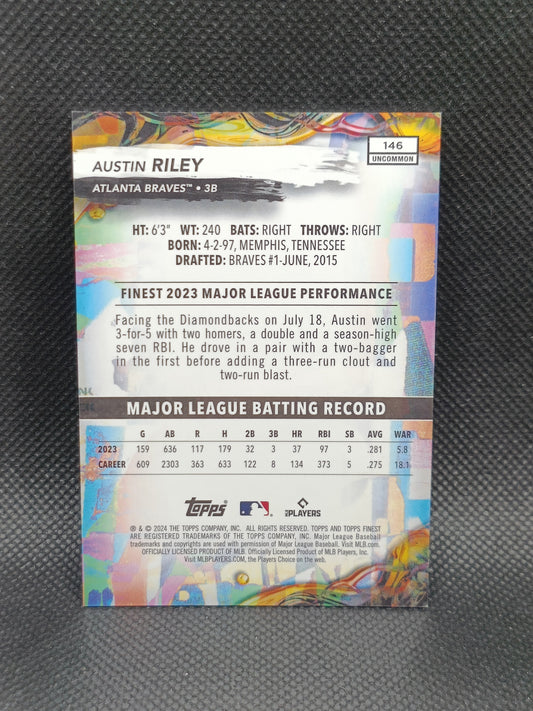 146
UNCOMMON
AUSTIN RILEY
ATLANTA BRAVES™ • 3B
HT: 6'3" WT: 240 BATS: RIGHT THROWS: RIGHT
BORN: 4-2-97, MEMPHIS, TENNESSEE
DRAFTED: BRAVES #1-JUNE, 2015
FINEST 2023 MAJOR LEAGUE PERFORMANCE
Facing the Diamondbacks on July 18, Austin went
3-for-5 with two homers, a double and a season-high
seven RBI. He drove in a pair with a two-bagger
in the first before adding a three-run clout and
two-run blast.
MAJOR LEAGUE BATTING RECORD
G AB R H 2B 3B HR RBI SB AVG WAR
2023 159 636 117 179 32 3 37 97 3 .281 5.8
CAREER 609 2303 363 633 122 8 134 373 5 .275 18.1
Topps
PLAYERS
® & © 2024 THE TOPPS COMPANY, INC. ALL RIGHTS RESERVED. TOPPS AND TOPPS FINEST
ARE REGISTERED TRADEMARKS OF THE TOPPS COMPANY, INC. Major League Baseball
trademarks and copyrights are used with permission of Major League Baseball. Visit MLB.com.
OFFICIALLY LICENSED PRODUCT OF MLB. Officially Licensed Product of MLB Players, Inc.
Visit MLBPLAYERS.com, the Players Choice on the web.